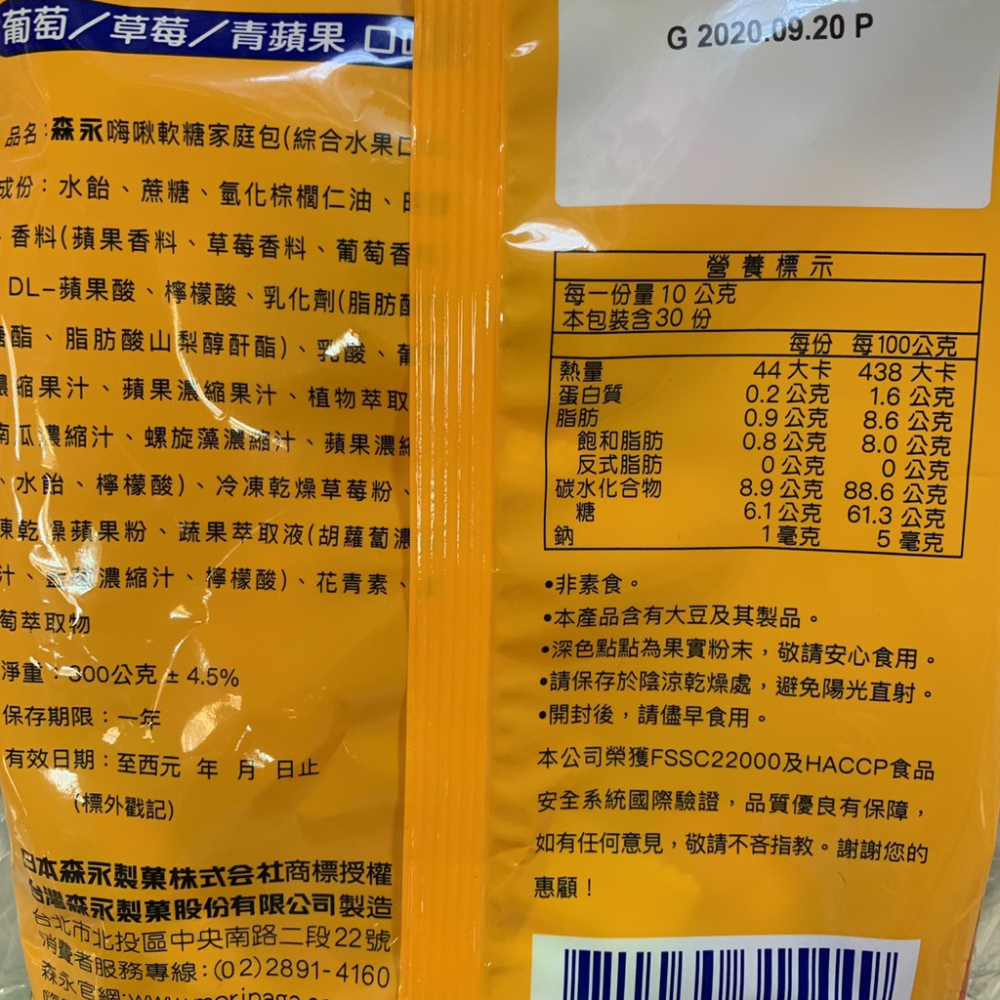 葡萄／草莓／青蘋果 口
品名：森永嗨啾軟糖家庭包(綜合水果口
成份：水飴、蔗糖、氫化棕櫚仁油、
、香料(蘋果香料、草莓香料、葡萄香
DL-蘋果酸、檸檬酸、乳化劑(脂肪酸
糖酯、脂肪酸山梨醇酐酯)、乳酸、葡
濃縮果汁、蘋果濃縮果汁、植物萃取
南瓜濃縮汁、螺旋藻濃縮汁、蘋果濃縮
、水飴、檸檬酸)、冷凍乾燥草莓粉、
凍乾燥蘋果粉、蔬果萃取液(胡蘿蔔濃
汁、濃縮汁、檸檬酸)、花青素、
萄萃取物
淨重：300公克 ± 4.5%
保存期限：一年
有效日期：至西元 年 月 日止
(標外戳記)
日本森永製菓株式会社商標授權
台灣森永製菓股份有限公司製造
台北市北投區中央南路二段22號
消費者服務專線：(02)2891-4160
森永官網:www.morinaga.co
G 2020.09.20 P
營養標示
每一份量 10 公克
本包裝含 30 份
每份 每100公克
熱量 44 大卡 438 大卡
蛋白質 0.2 公克 1.6 公克
脂肪 0.9 公克 8.6 公克
飽和脂肪 0.8 公克 8.0 公克
反式脂肪 0 公克 0 公克
碳水化合物 8.9 公克 88.6 公克
糖 6.1 公克 61.3 公克
鈉 1 毫克 5 毫克
•非素食。
•本產品含有大豆及其製品。
•深色點點為果實粉末，敬請安心食用。
•請保存於陰涼乾燥處，避免陽光直射。
•開封後，請儘早食用。
本公司榮獲FSSC22000及HACCP食品
安全系統國際驗證，品質優良有保障，
如有任何意見，敬請不吝指教。謝謝您的
惠顧！